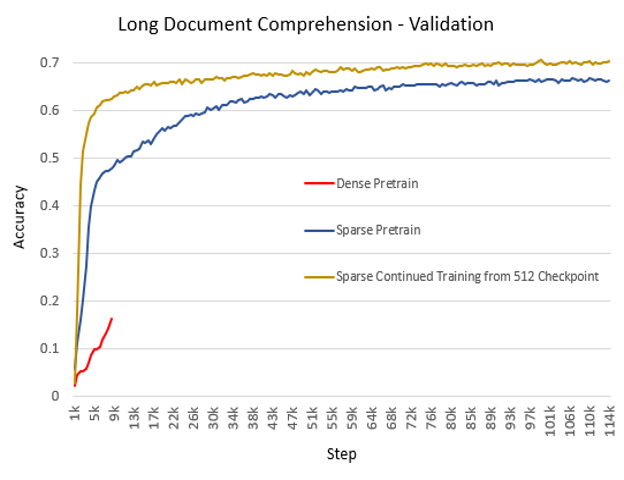 Long Document Comprehension - Validation
0.7
0.6
0.5
0.4
0.3
0.2
0.1
0
Accuracy
Dense Pretrain
Sparse Pretrain
Sparse Continued Training from 512 Checkpoint
1k 5k 9k 13k 17k 22k 26k 30k 34k 38k 43k 47k 51k 55k 59k 64k 68k 72k 76k 80k 85k 89k 93k 97k 101k 106k 110k 114k
Step